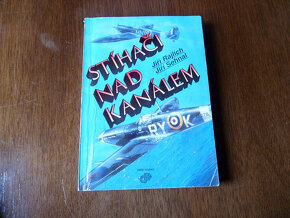 STÍHAČI
NAD
KANÁLEM
Jiří Rajlich
Jiří Sehnal
RY K